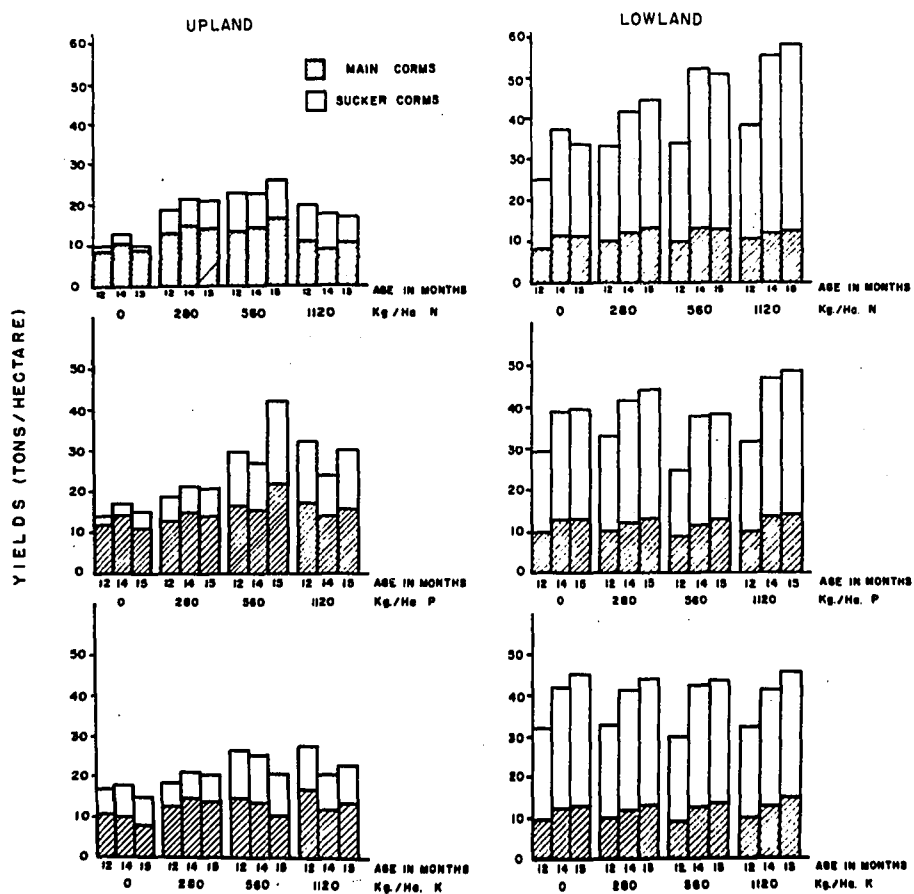 UPLAND
LOWLAND
MAIN CORMS
SUCKER CORMS
YIELDS (TONS/HECTARE)
60
50
40
30
20
10
0
12 14 15 12 14 15 12 14 15 12 14 15 AGE IN MONTHS
0 280 560 1120 Kg./Ha. N
60
50
40
30
20
10
0
12 14 15 12 14 15 12 14 15 12 14 15 AGE IN MONTHS
0 280 560 1120 Kg./Ha. N
50
40
30
20
10
0
12 14 15 12 14 15 12 14 15 12 14 15 AGE IN MONTHS
0 280 560 1120 Kg./Ha P
50
40
30
20
10
0
12 14 15 12 14 15 12 14 15 12 14 15 AGE IN MONTHS
0 280 560 1120 Kg./Ha. P
50
40
30
20
10
0
12 14 15 12 14 15 12 14 15 12 14 15 AGE IN MONTHS
0 280 560 1120 Kg./Ha. K
50
40
30
20
10
0
12 14 15 12 14 15 12 14 15 12 14 15 AGE IN MONTHS
0 280 560 1120 Kg./Ha. K